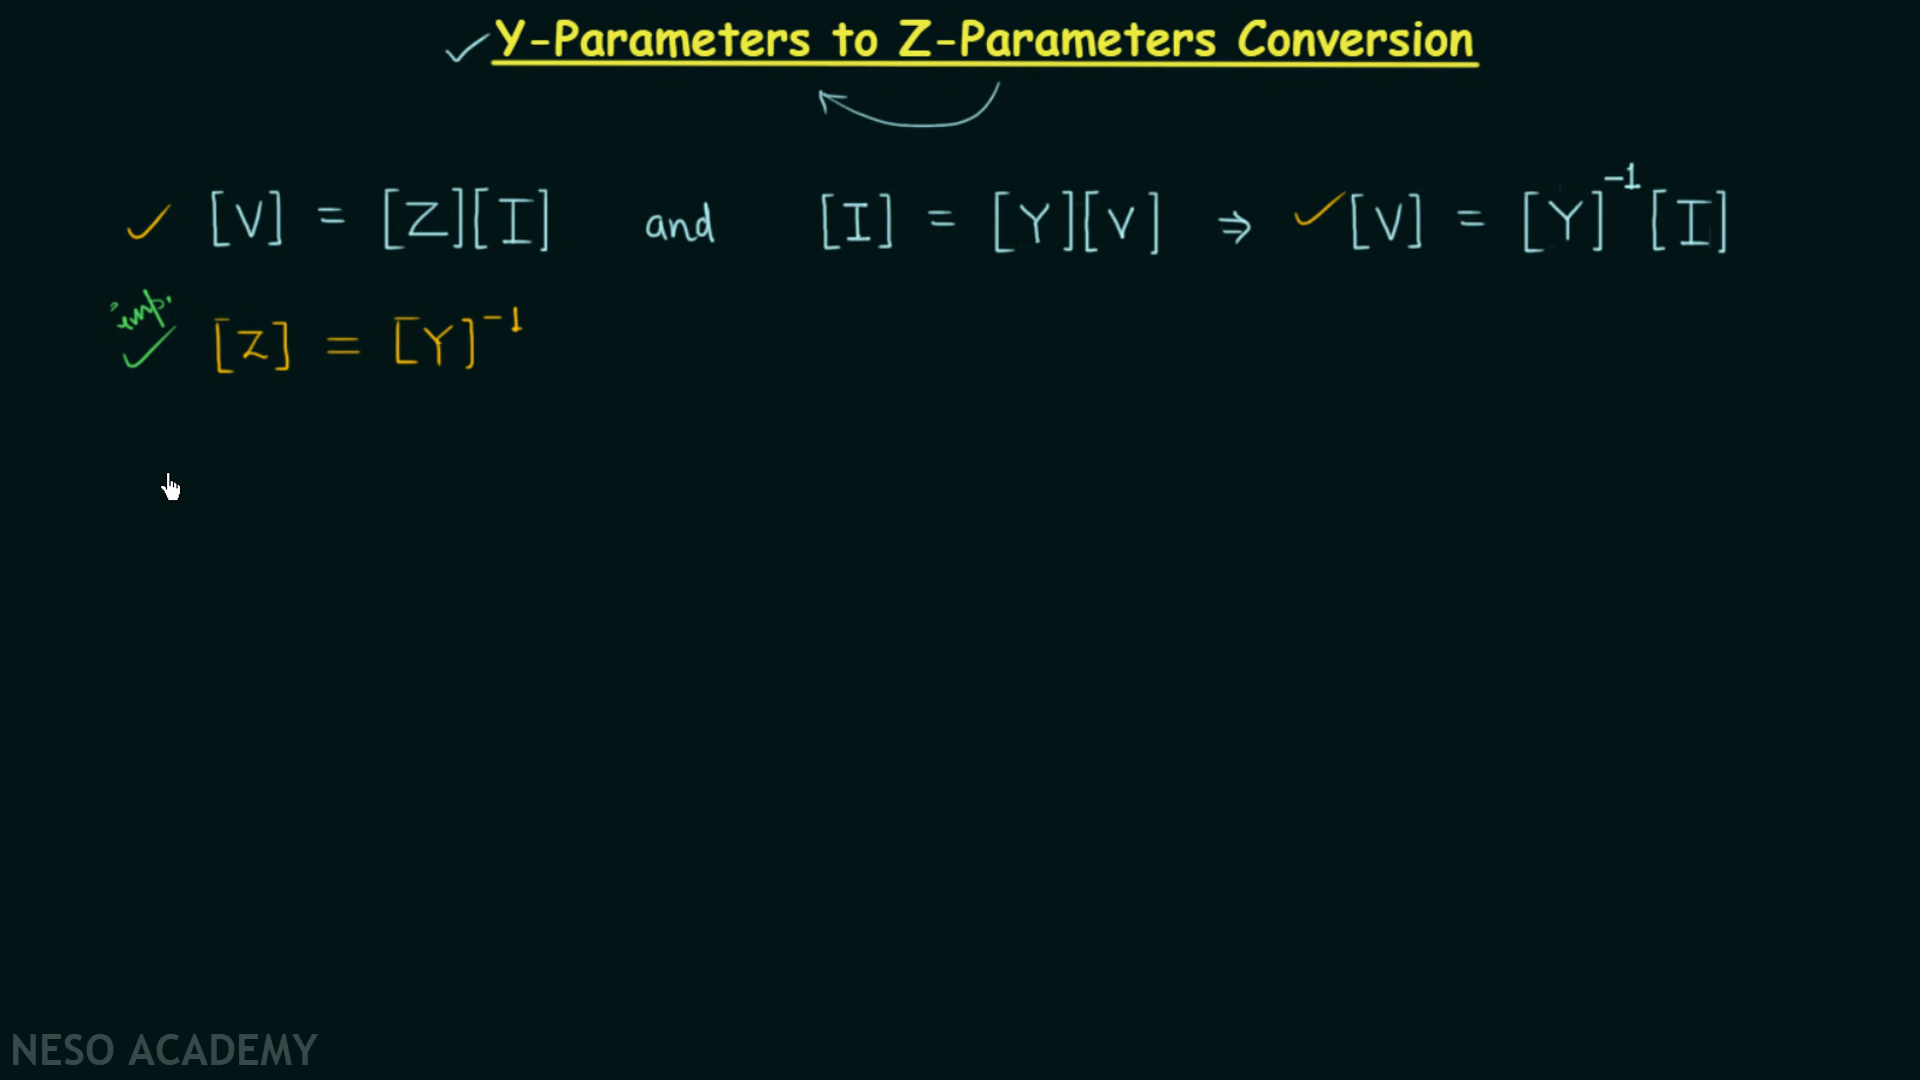 Y-Parameters to Z-Parameters Conversion
[V] = [Z][I] and [I] = [Y][V] ⇒ [V] = [Y]⁻¹[I]
imp.
[Z] = [Y]⁻¹
NESO ACADEMY